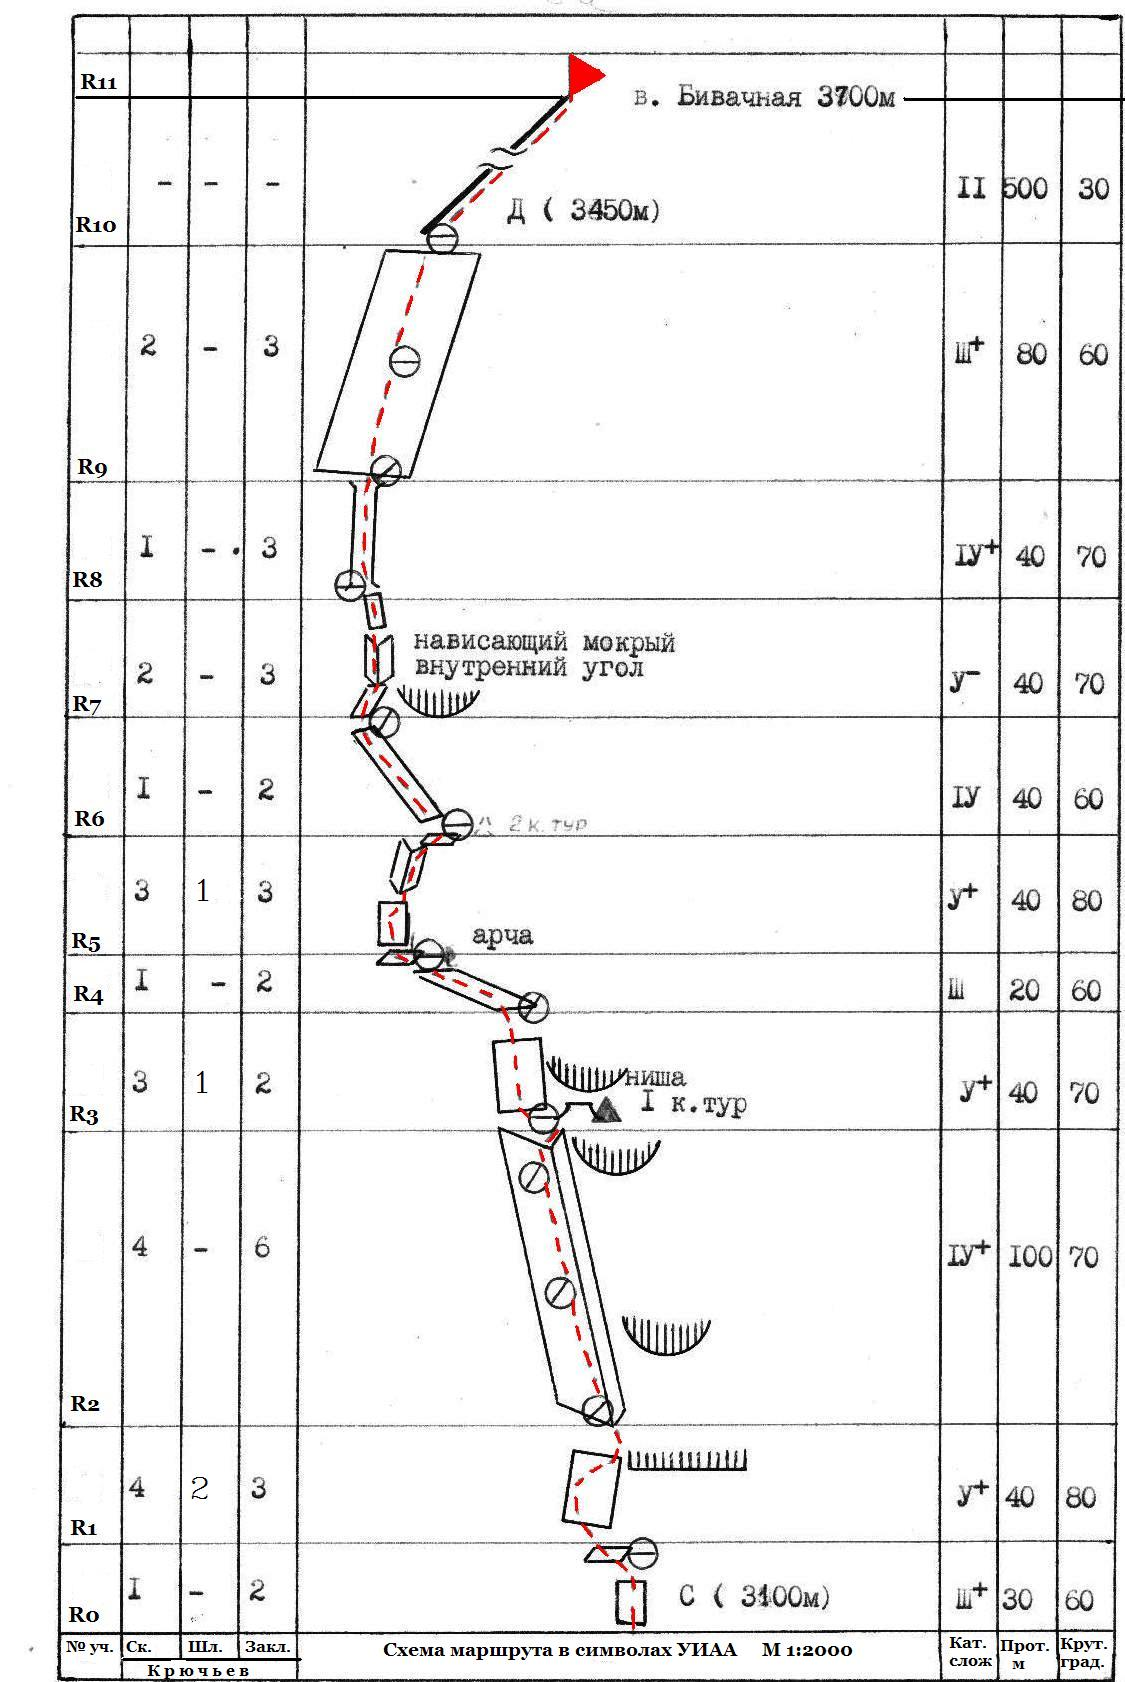 R11
в. Бивачная 3700м
- - - II 500 30
Д ( 3450м)
R10
2 - 3 Ш+ 80 60
R9
I - 3 IУ+ 40 70
R8
нависающий мокрый
внутренний угол
2 - 3 У- 40 70
R7
I - 2 IУ 40 60
R6
2 к. тур
3 1 3 У+ 40 80
R5
арча
I - 2 Ш 20 60
R4
ниша
3 1 2 У+ 40 70
I к. тур
R3
4 - 6 IУ+ 100 70
R2
4 2 3 У+ 40 80
R1
I - 2 С ( 3100м) Ш+ 30 60
R0
№ уч. Ск. Шл. Закл. Схема маршрута в символах УИАА М 1:2000 Кат. Прот. Крут.
слож м град.
Крючьев